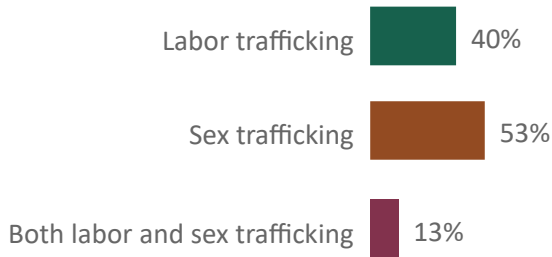 Labor trafficking 40%
Sex trafficking 53%
Both labor and sex trafficking 13%